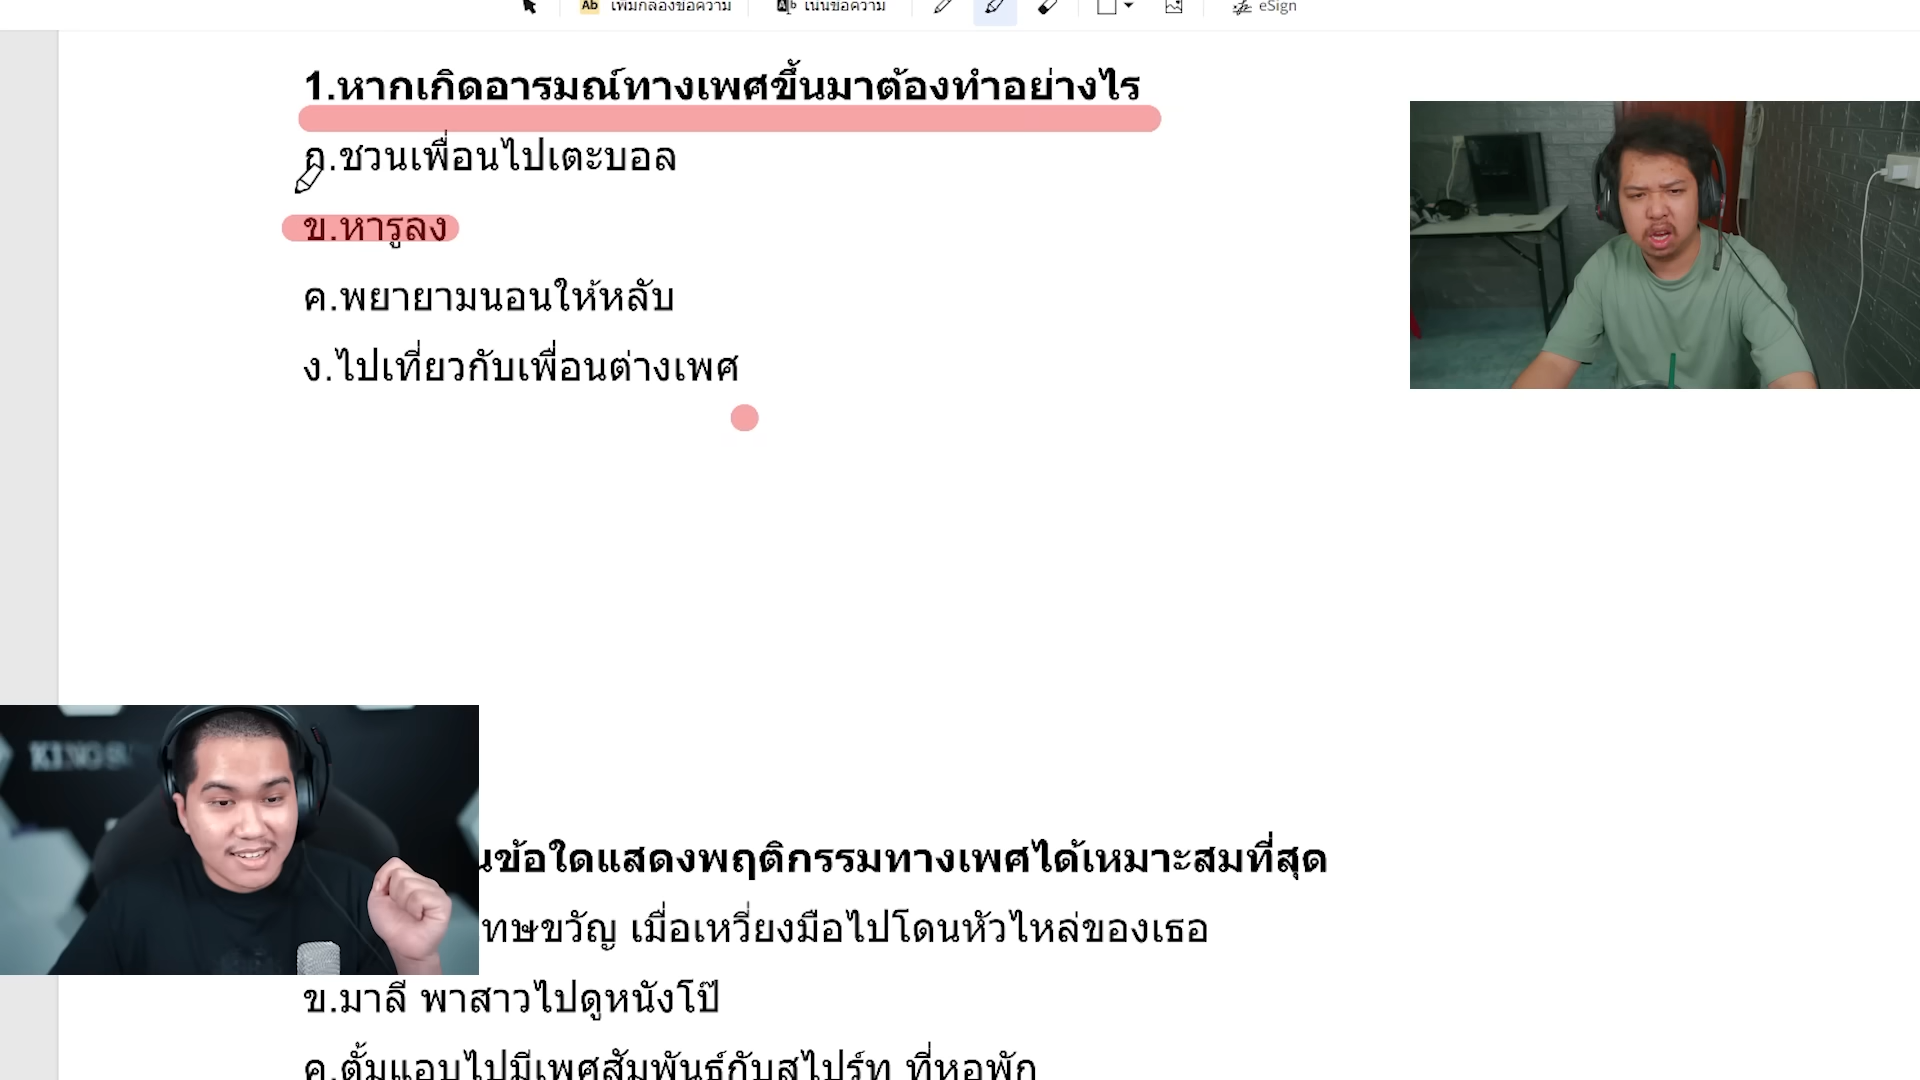 เพิ่มกล่องข้อความ เน้นข้อความ eSign
1.หากเกิดอารมณ์ทางเพศขึ้นมาต้องทำอย่างไร
ก.ชวนเพื่อนไปเตะบอล
ข.หารูลง
ค.พยายามนอนให้หลับ
ง.ไปเที่ยวกับเพื่อนต่างเพศ
ข้อใดแสดงพฤติกรรมทางเพศได้เหมาะสมที่สุด
ขวัญ เมื่อเหวี่ยงมือไปโดนหัวไหล่ของเธอ
ข.มาลี พาสาวไปดูหนังโป๊
ค.ตั้มแอบไปมีเพศสัมพันธ์กับสไปร์ท ที่หอพัก